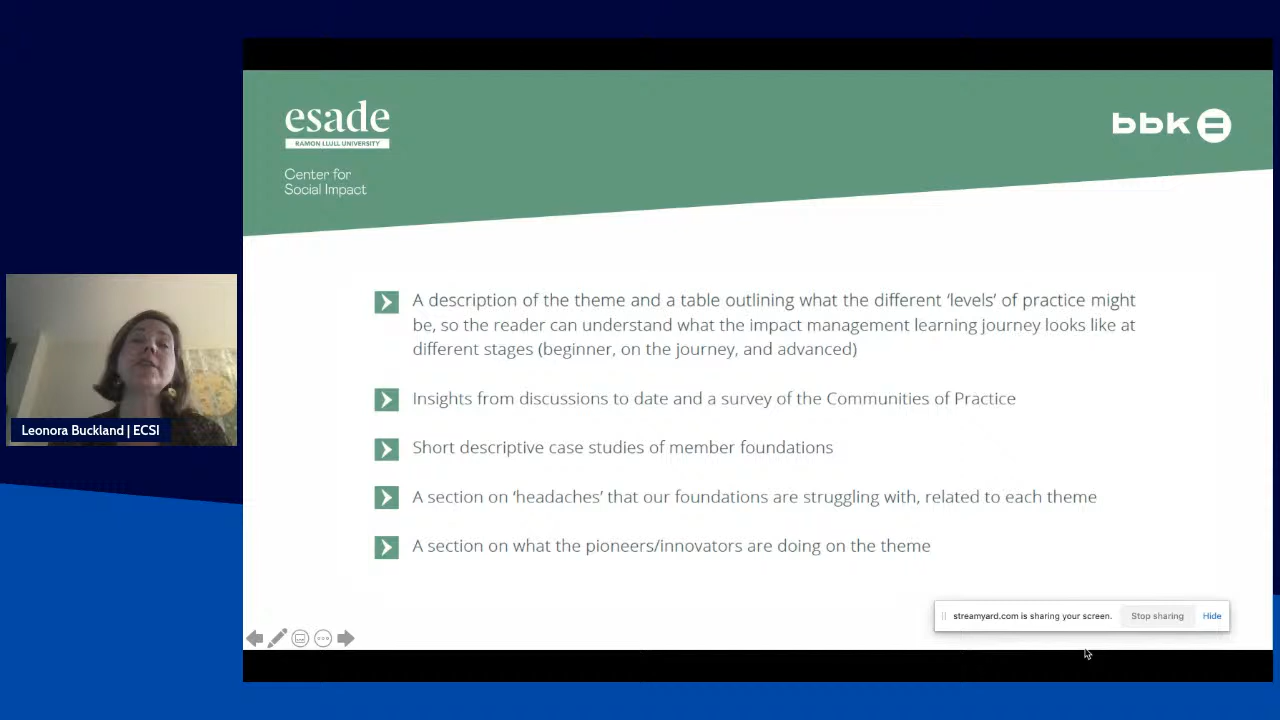 esade
RAMON LLULL UNIVERSITY
Center for
Social Impact
bbk
A description of the theme and a table outlining what the different ‘levels’ of practice might
be, so the reader can understand what the impact management learning journey looks like at
different stages (beginner, on the journey, and advanced)
Insights from discussions to date and a survey of the Communities of Practice
Short descriptive case studies of member foundations
A section on ‘headaches’ that our foundations are struggling with, related to each theme
A section on what the pioneers/innovators are doing on the theme
Leonora Buckland | ECSI
streamyard.com is sharing your screen. Stop sharing Hide